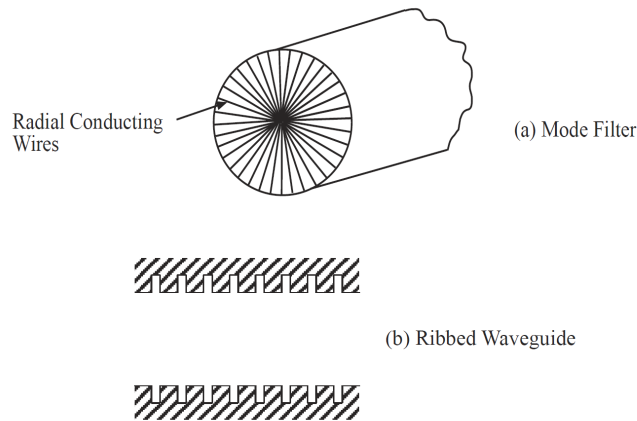 Radial Conducting
Wires
(a) Mode Filter
(b) Ribbed Waveguide